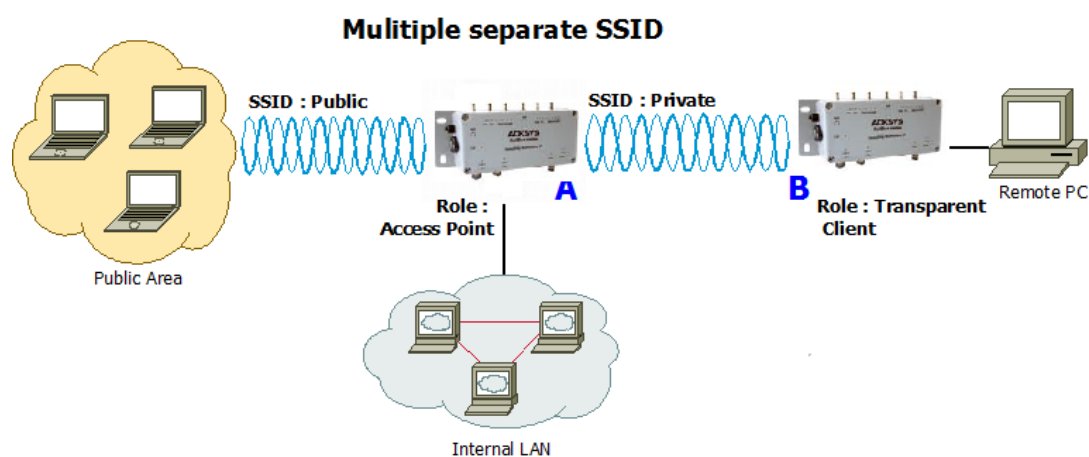 Mulitiple separate SSID
SSID : Public
SSID : Private
ACKSYS
A
B
Role :
Access Point
Role : Transparent
Client
Remote PC
Public Area
Internal LAN